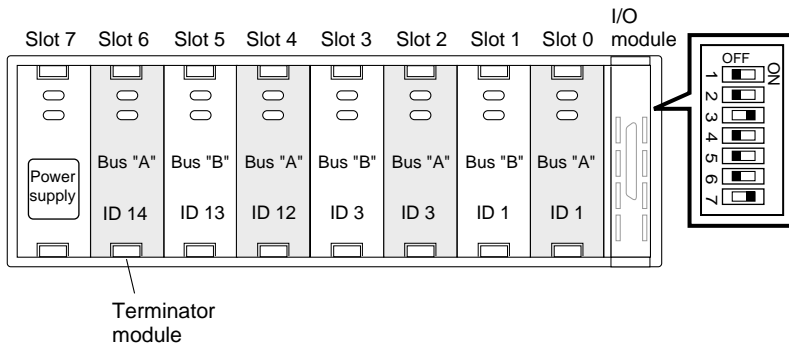 Slot 7 Slot 6 Slot 5 Slot 4 Slot 3 Slot 2 Slot 1 Slot 0 I/O module
Power supply
Bus "A" Bus "B" Bus "A" Bus "B" Bus "A" Bus "B" Bus "A"
ID 14 ID 13 ID 12 ID 3 ID 3 ID 1 ID 1
OFF
ON
1
2
3
4
5
6
7
Terminator
module